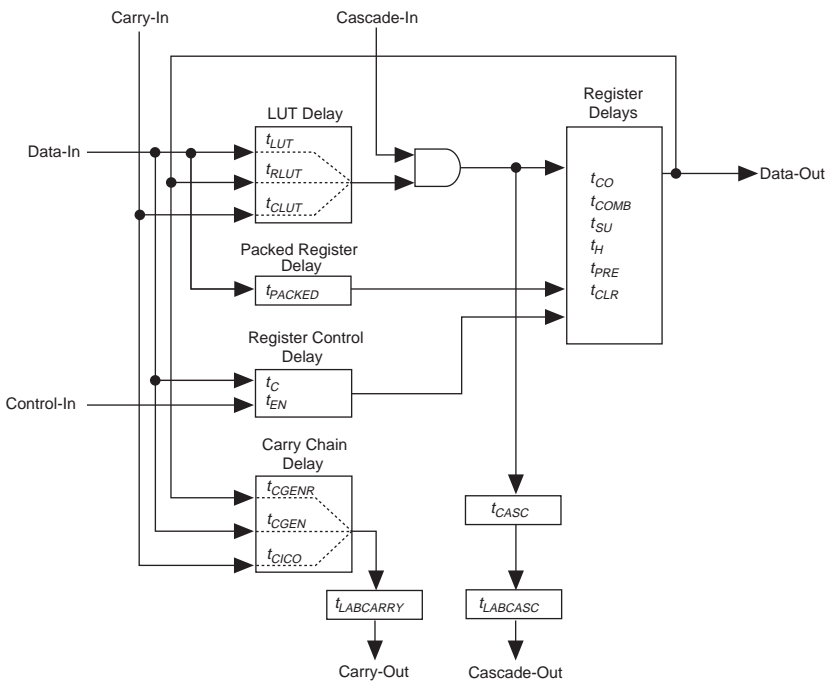 Carry-In
Cascade-In
LUT Delay
Register
Delays
Data-In
tLUT
tRLUT
tCLUT
tCO
tCOMB
tSU
tH
tPRE
tCLR
Data-Out
Packed Register
Delay
tPACKED
Register Control
Delay
tC
tEN
Control-In
Carry Chain
Delay
tCGENR
tCGEN
tCICO
tCASC
tLABCARRY
tLABCASC
Carry-Out
Cascade-Out